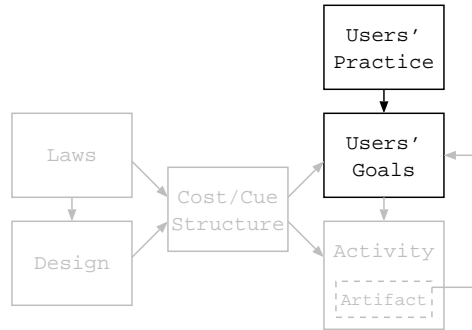 Users’
Practice
Users’
Goals
Laws
Cost/Cue
Structure
Design
Activity
Artifact